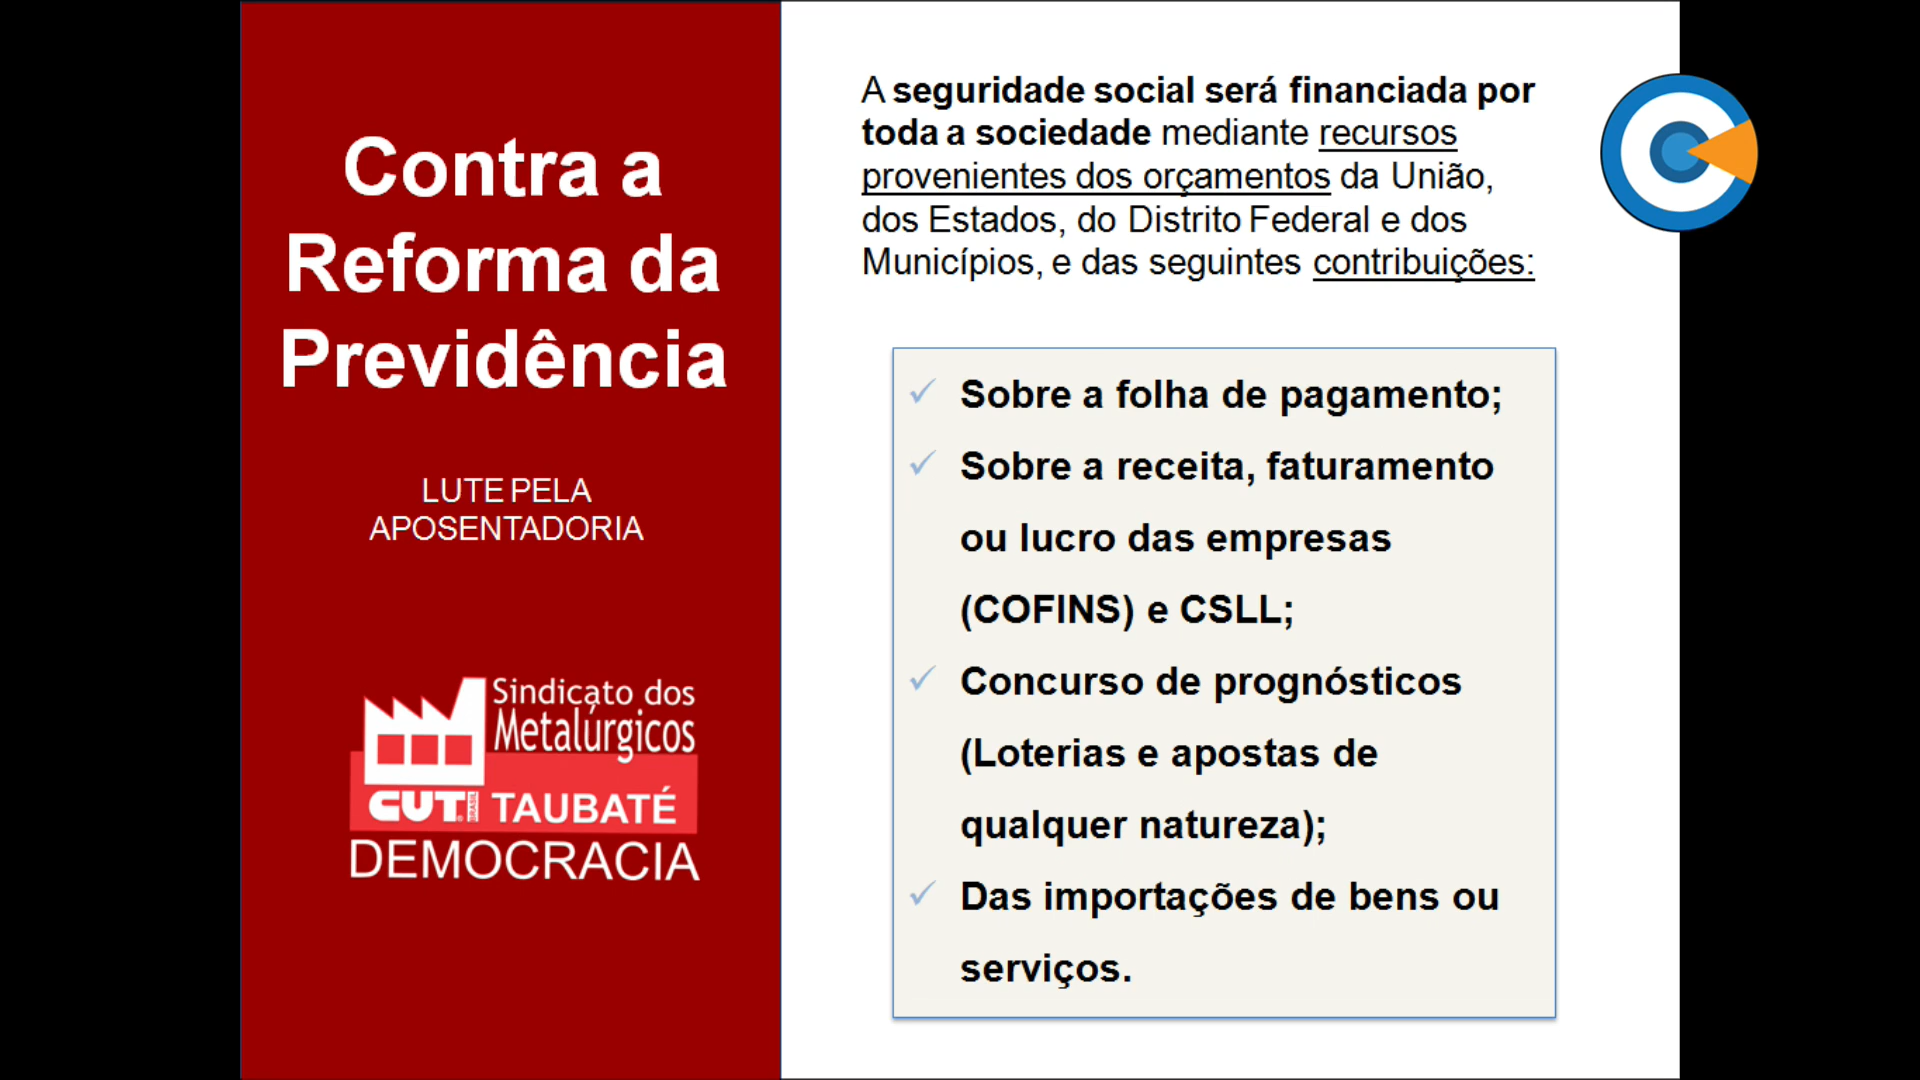 Contra a
Reforma da
Previdência
LUTE PELA
APOSENTADORIA
Sindicato dos
Metalúrgicos
CUT BRASIL TAUBATÉ
DEMOCRACIA
A seguridade social será financiada por
toda a sociedade mediante recursos
provenientes dos orçamentos da União,
dos Estados, do Distrito Federal e dos
Municípios, e das seguintes contribuições:
✓ Sobre a folha de pagamento;
✓ Sobre a receita, faturamento
ou lucro das empresas
(COFINS) e CSLL;
✓ Concurso de prognósticos
(Loterias e apostas de
qualquer natureza);
✓ Das importações de bens ou
serviços.